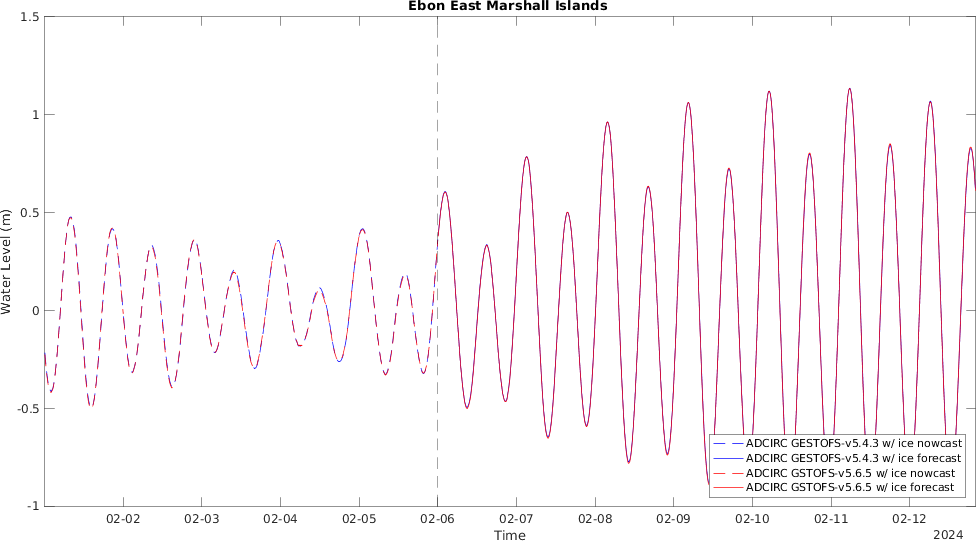 Ebon East Marshall Islands
1.5
1
0.5
0
-0.5
-1
Water Level (m)
ADCIRC GESTOFS-v5.4.3 w/ ice nowcast
ADCIRC GESTOFS-v5.4.3 w/ ice forecast
ADCIRC GSTOFS-v5.6.5 w/ ice nowcast
ADCIRC GSTOFS-v5.6.5 w/ ice forecast
02-02 02-03 02-04 02-05 02-06 02-07 02-08 02-09 02-10 02-11 02-12
Time
2024